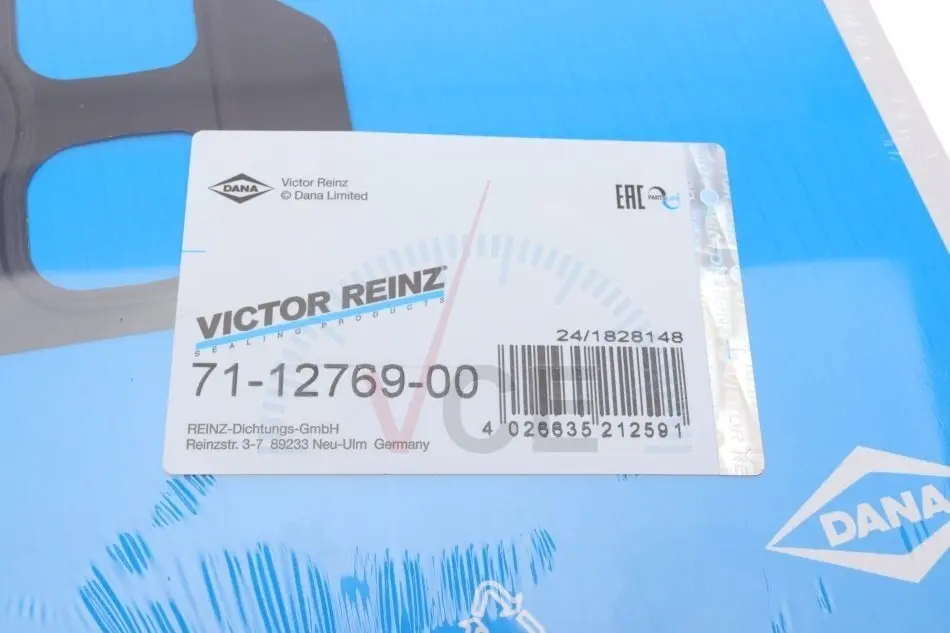 DANA
Victor Reinz
© Dana Limited
EAC
VICTOR REINZ®
SEALING PRODUCTS
24/1828148
71-12769-00
VCE
4 026635 212591
REINZ-Dichtungs-GmbH
Reinzstr. 3-7 89233 Neu-Ulm Germany
DANA